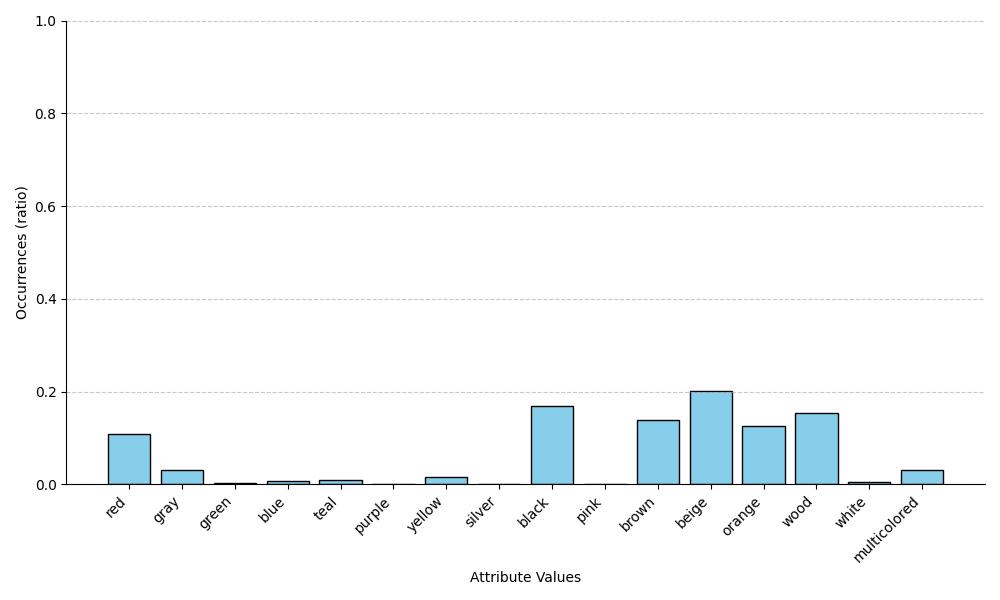 1.0
0.8
0.6
0.4
0.2
0.0
Occurrences (ratio)
red
gray
green
blue
teal
purple
yellow
silver
black
pink
brown
beige
orange
wood
white
multicolored
Attribute Values